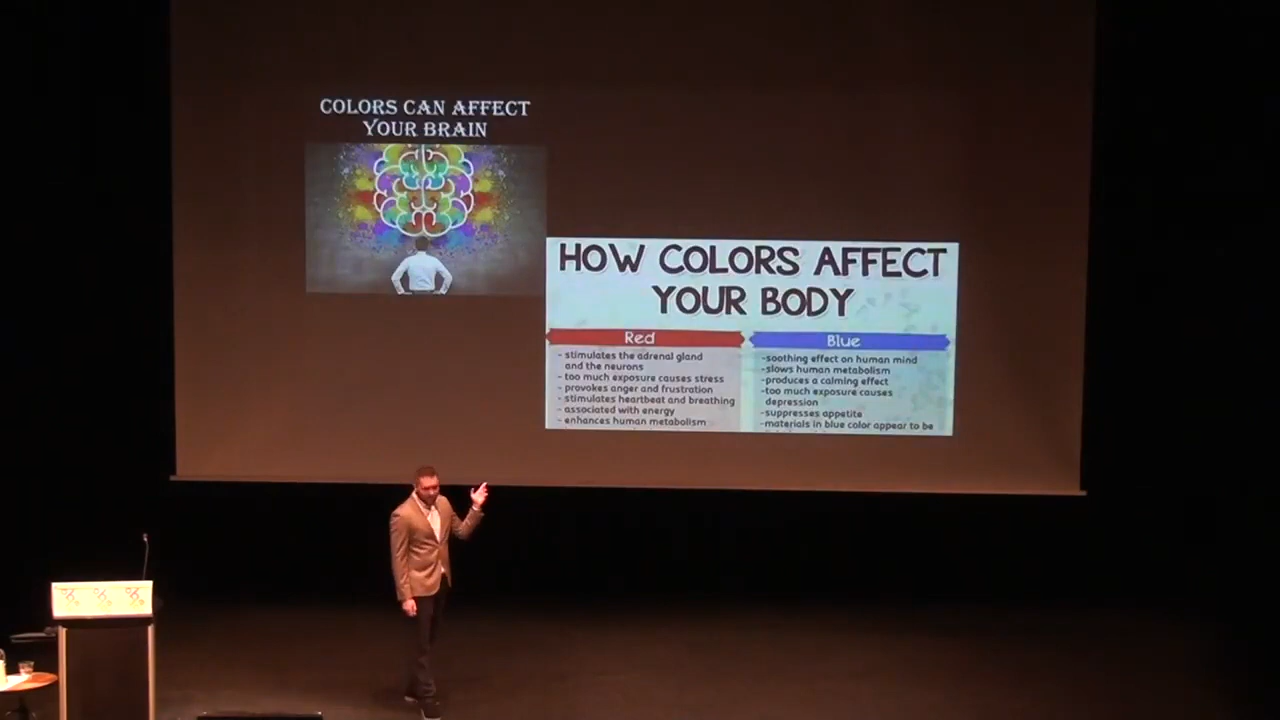 COLORS CAN AFFECT
YOUR BRAIN
HOW COLORS AFFECT
YOUR BODY
Red
- stimulates the adrenal gland
and the neurons
- too much exposure causes stress
- provokes anger and frustration
- stimulates heartbeat and breathing
- associated with energy
- enhances human metabolism
Blue
-soothing effect on human mind
-slows human metabolism
-produces a calming effect
-too much exposure causes
depression
-suppresses appetite
-materials in blue color appear to be